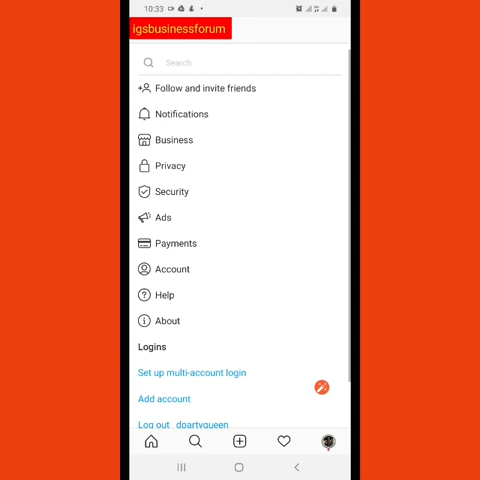 10:33
igsbusinessforum
Search
Follow and invite friends
Notifications
Business
Privacy
Security
Ads
Payments
Account
Help
About
Logins
Set up multi-account login
Add account
Log out dpartyqueen